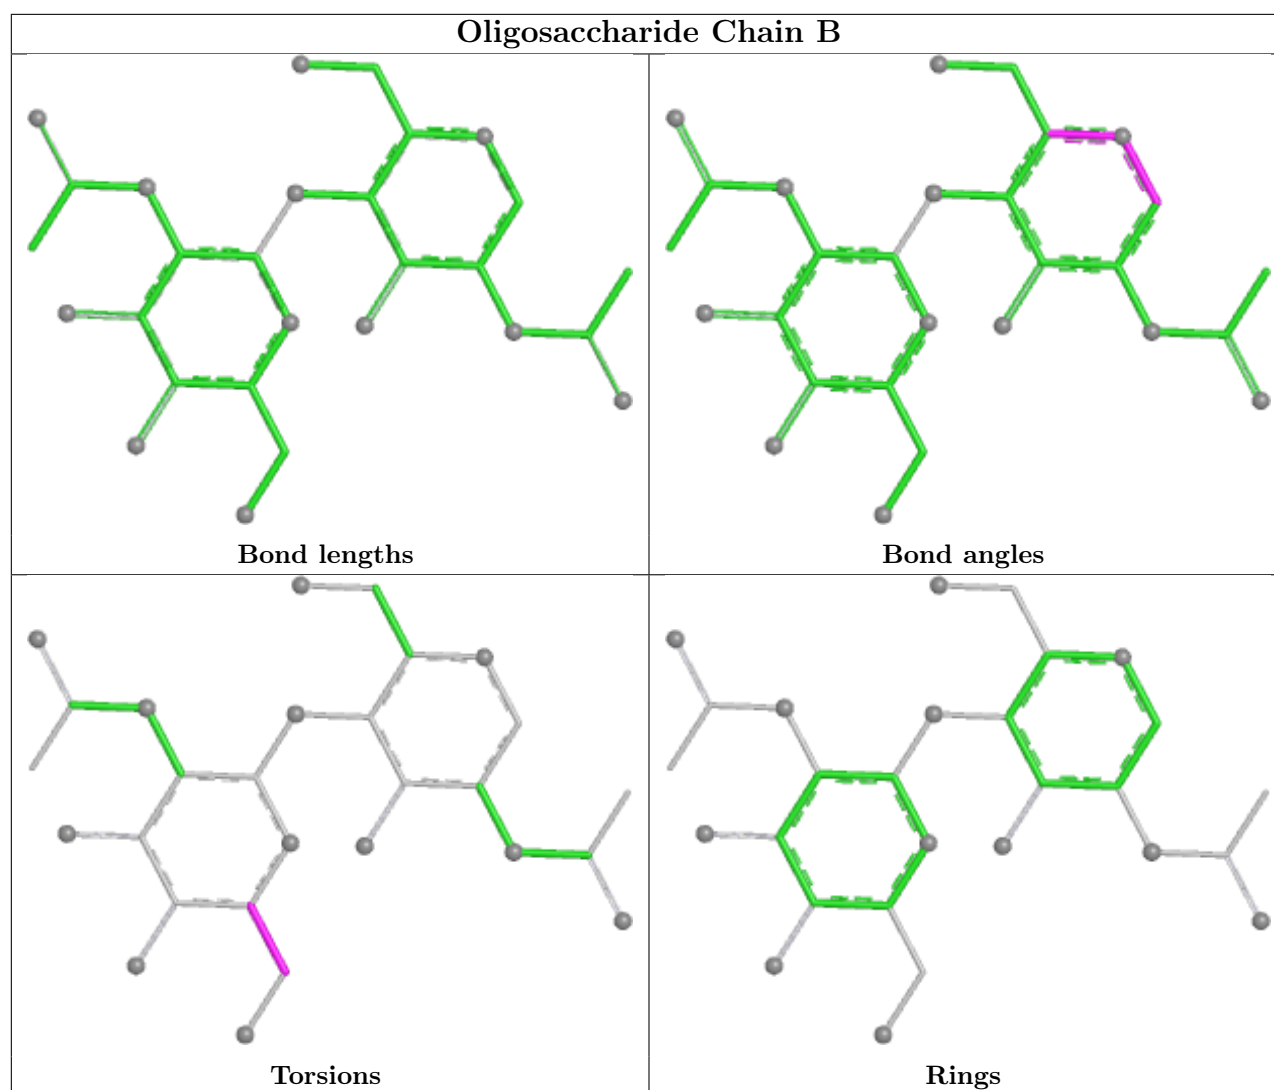 Oligosaccharide Chain B
Bond lengths
Bond angles
Torsions
Rings